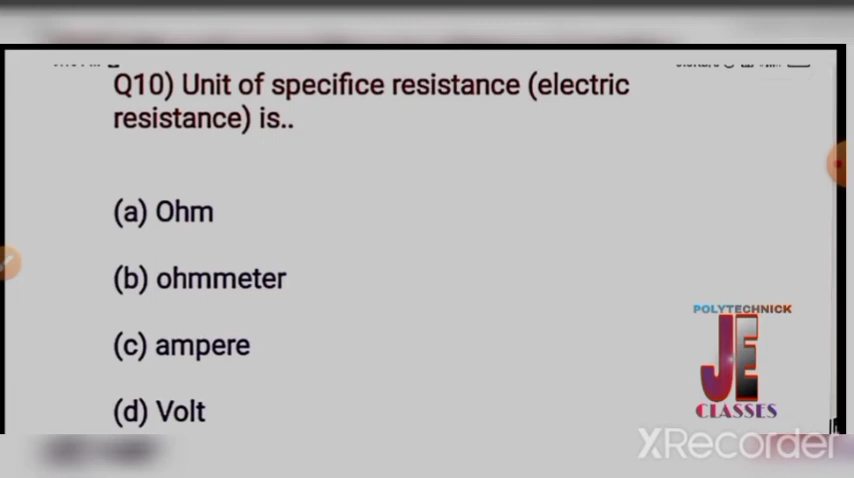 Q10) Unit of specifice resistance (electric
resistance) is..
(a) Ohm
(b) ohmmeter
(c) ampere
(d) Volt
POLYTECHNICK
JE
CLASSES
XRecorder